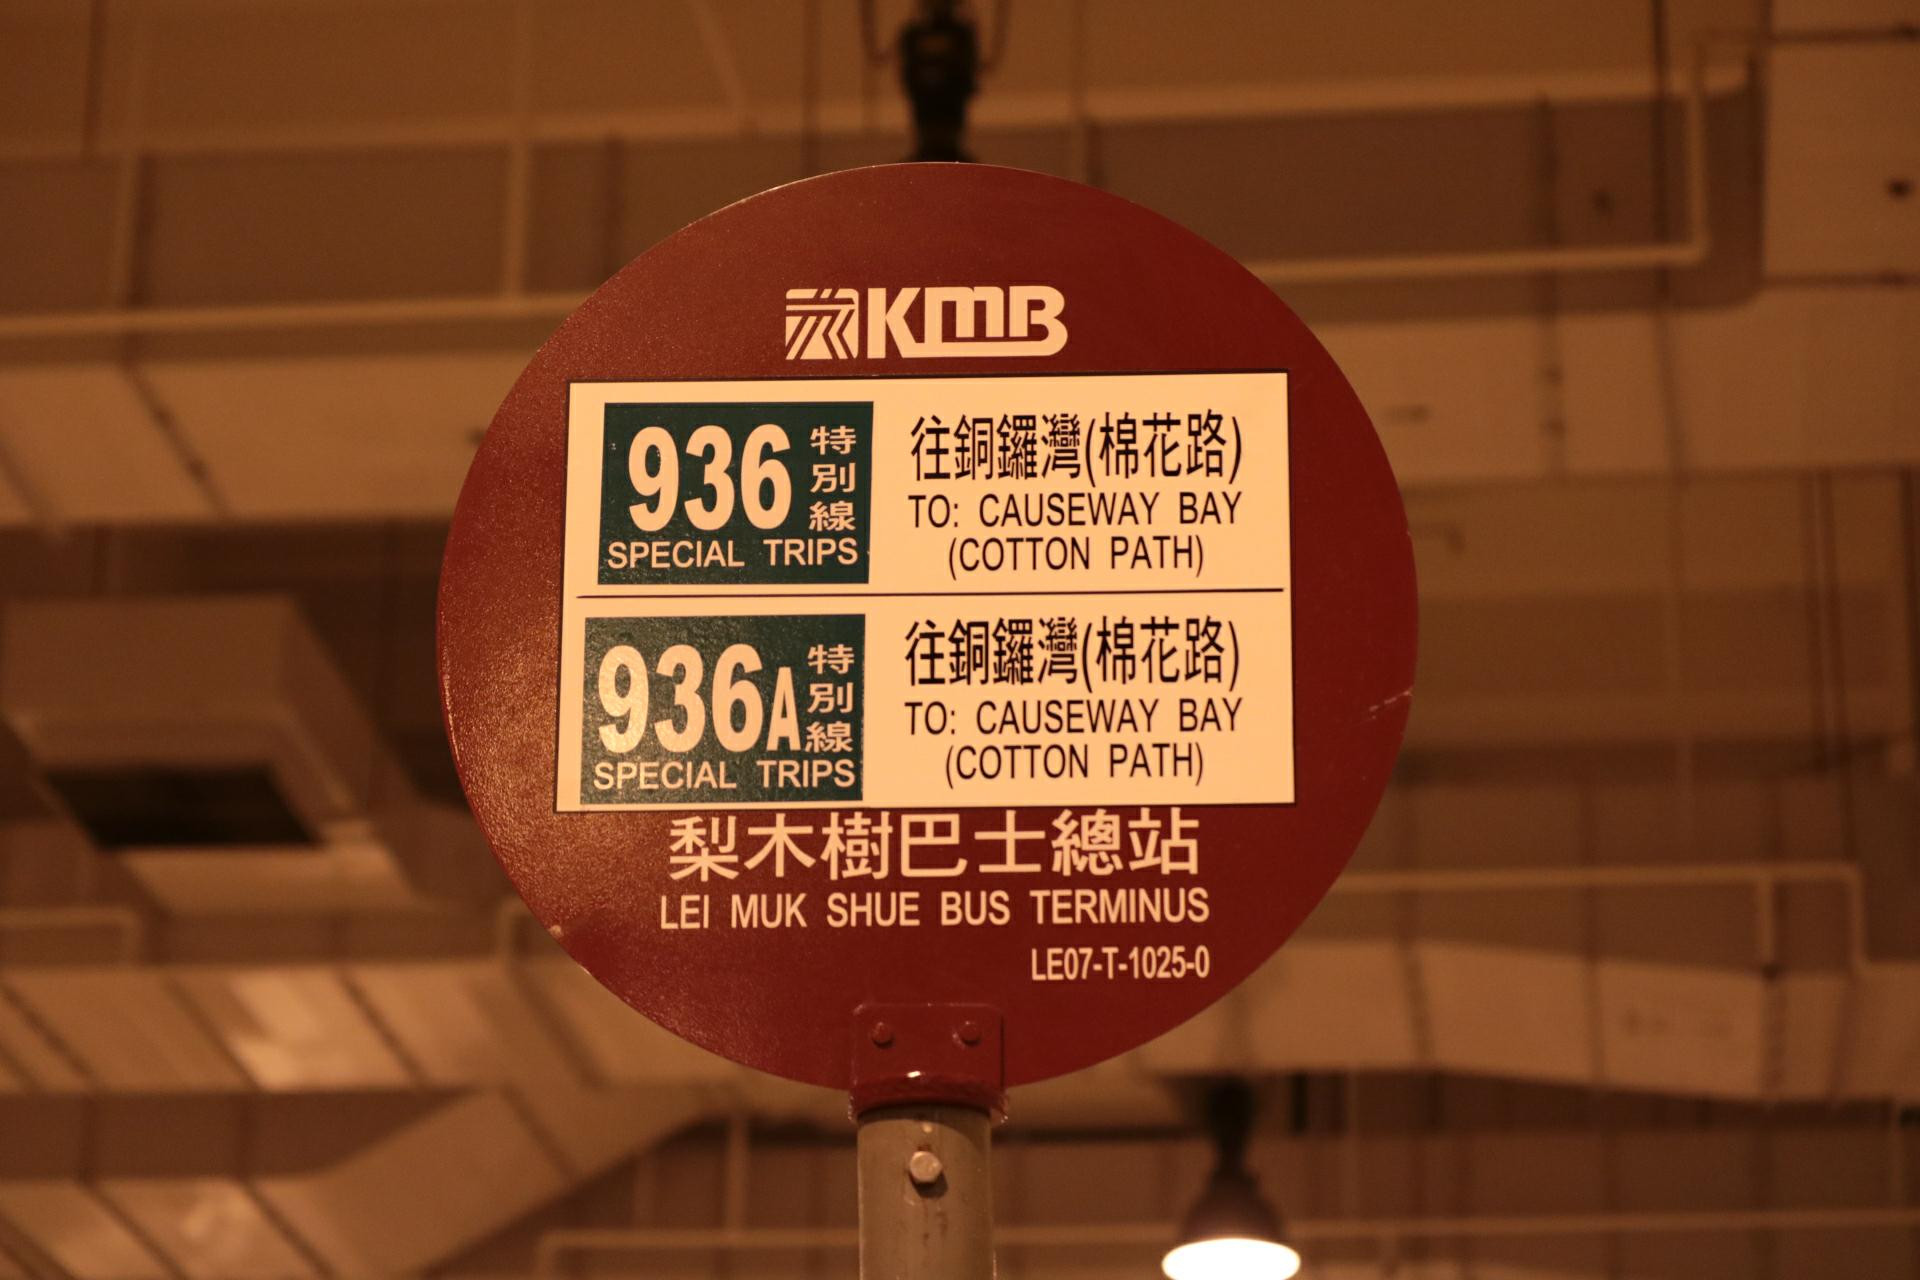 KMB
936 特別線
SPECIAL TRIPS
往銅鑼灣(棉花路)
TO: CAUSEWAY BAY
(COTTON PATH)
936A 特別線
SPECIAL TRIPS
往銅鑼灣(棉花路)
TO: CAUSEWAY BAY
(COTTON PATH)
梨木樹巴士總站
LEI MUK SHUE BUS TERMINUS
LE07-T-1025-0